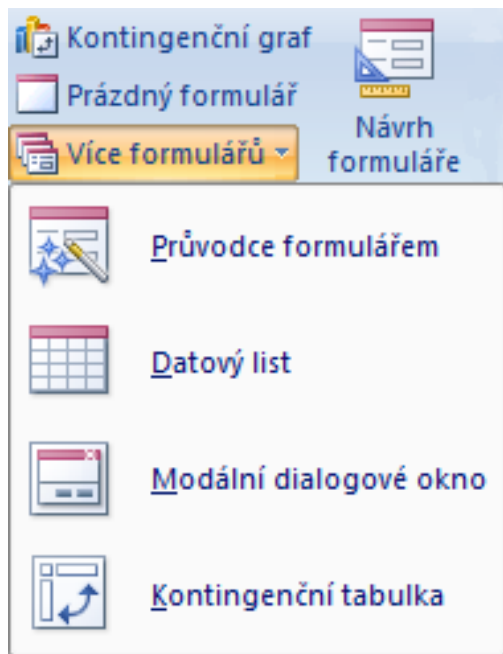 Kontingenční graf
Prázdný formulář
Více formulářů
Návrh
formuláře
Průvodce formulářem
Datový list
Modální dialogové okno
Kontingenční tabulka